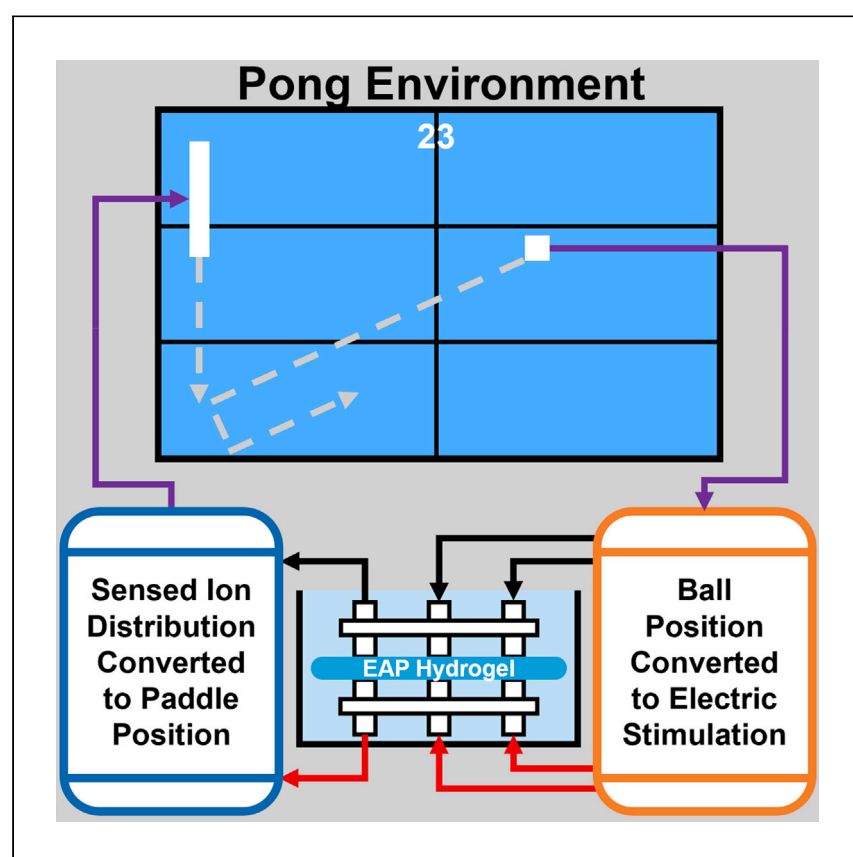 Pong Environment
23
Sensed Ion
Distribution
Converted
to Paddle
Position
EAP Hydrogel
Ball
Position
Converted
to Electric
Stimulation